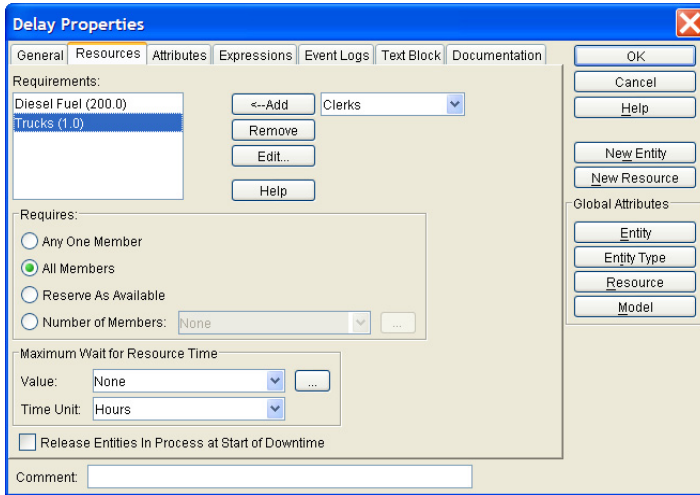 Delay Properties
General Resources Attributes Expressions Event Logs Text Block Documentation
Requirements:
Diesel Fuel (200.0)
Trucks (1.0)
<--Add
Clerks
Remove
Edit...
Help
Requires:
Any One Member
All Members
Reserve As Available
Number of Members: None ...
Maximum Wait for Resource Time
Value: None ...
Time Unit: Hours
Release Entities In Process at Start of Downtime
Comment:
OK
Cancel
Help
New Entity
New Resource
Global Attributes
Entity
Entity Type
Resource
Model